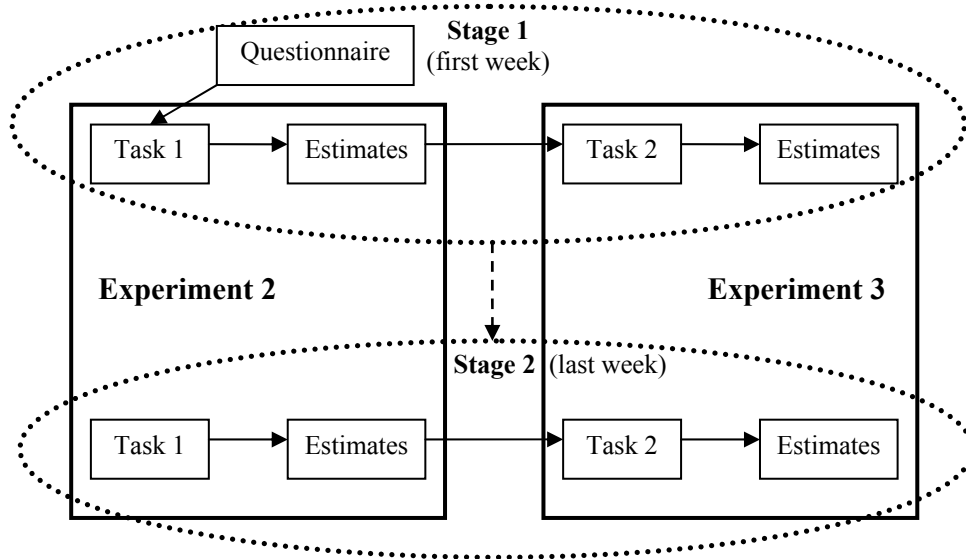 Stage 1
(first week)
Questionnaire
Task 1
Estimates
Task 2
Estimates
Experiment 2
Experiment 3
Stage 2 (last week)
Task 1
Estimates
Task 2
Estimates